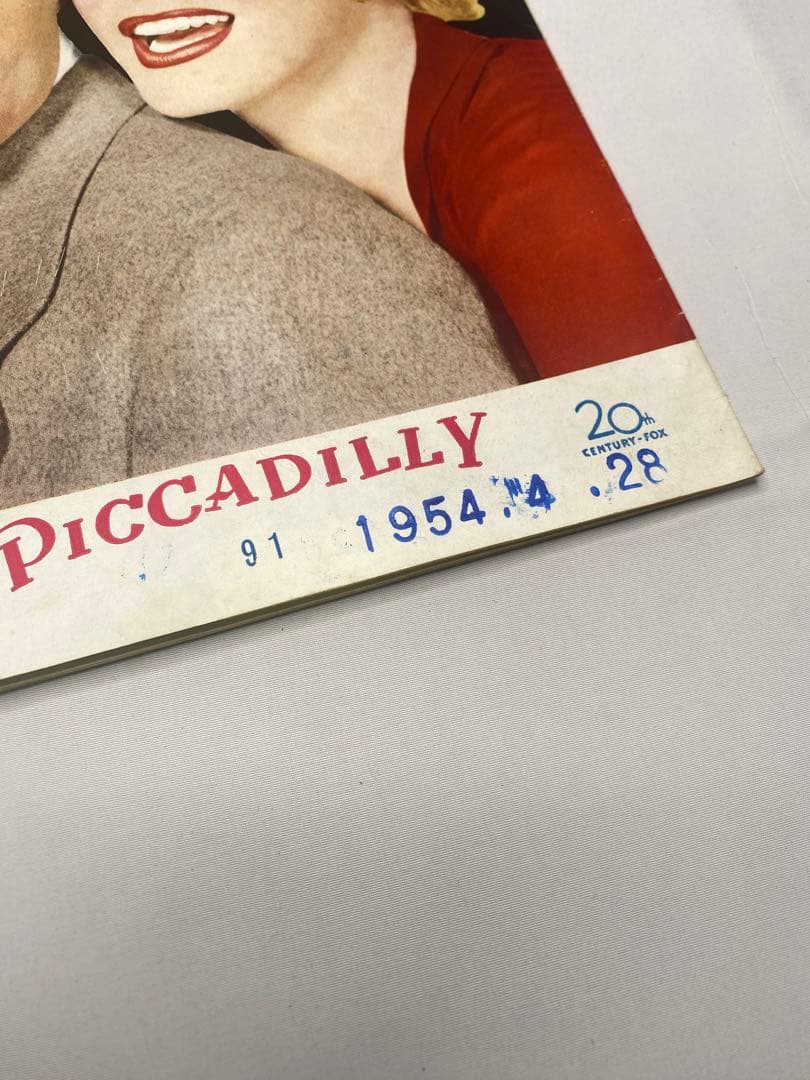 PICCADILLY
20th
CENTURY-FOX
91 1954.4.28